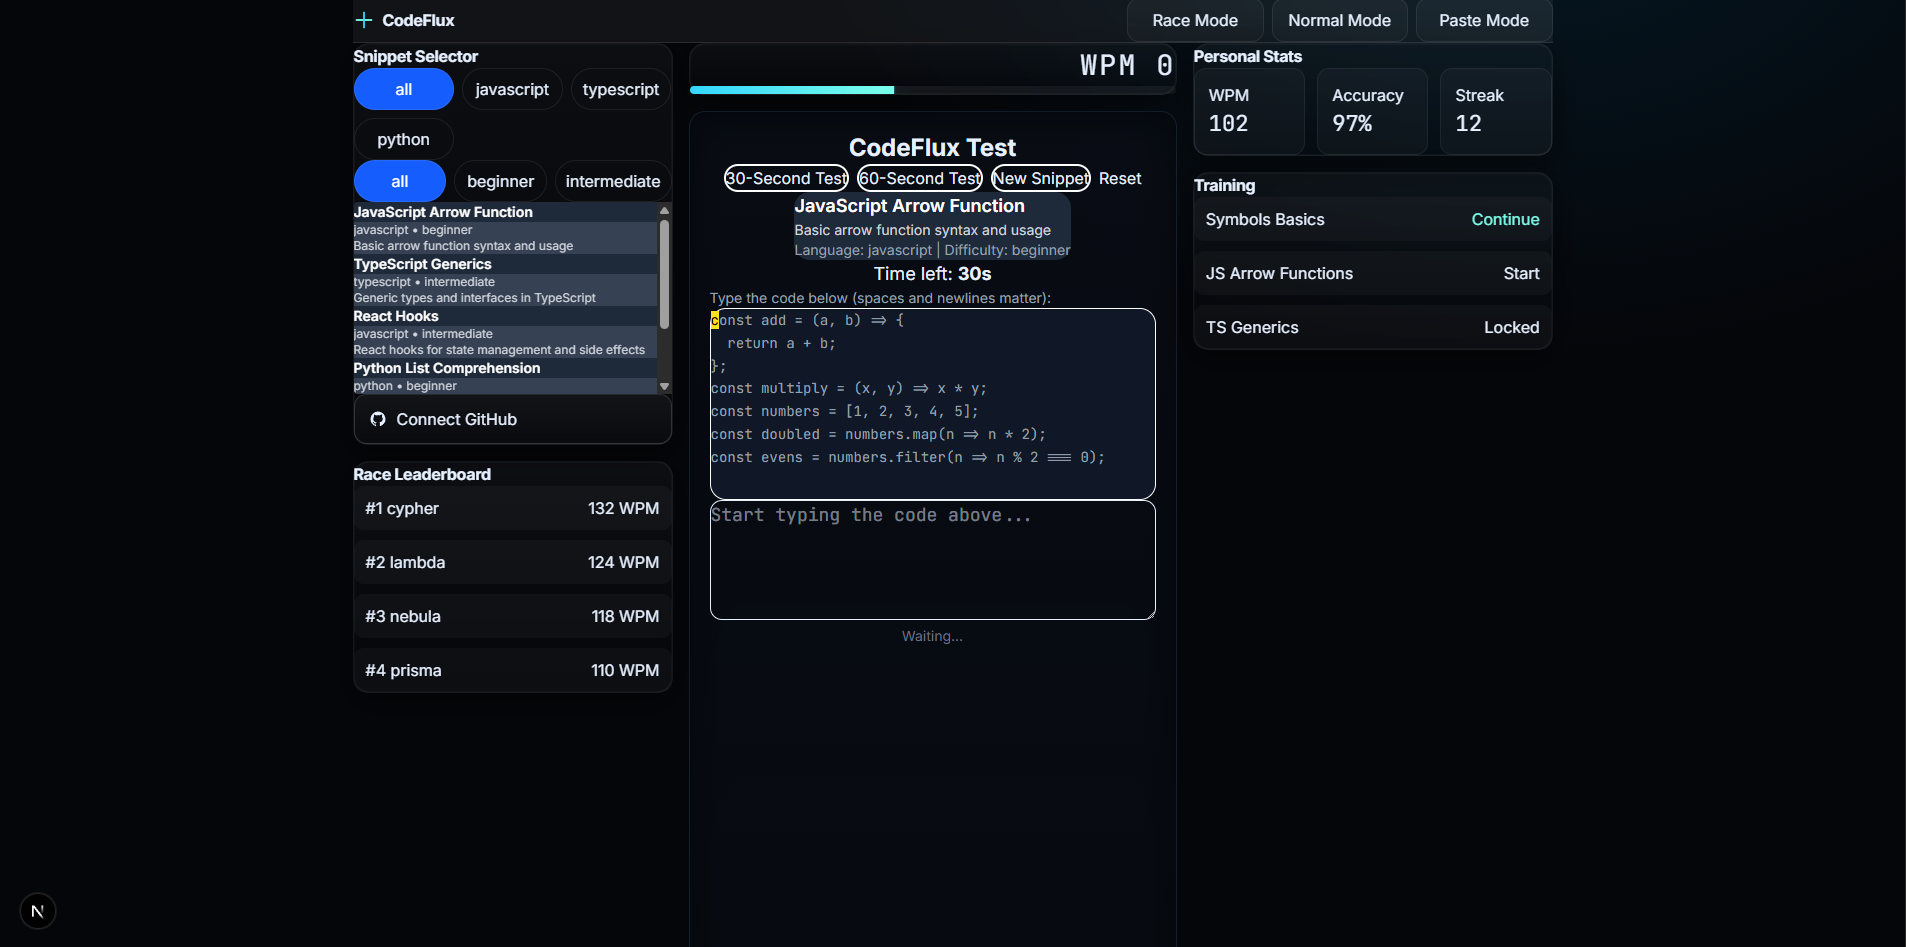 CodeFlux
Race Mode
Normal Mode
Paste Mode
Snippet Selector
all
javascript
typescript
python
all
beginner
intermediate
JavaScript Arrow Function
javascript • beginner
Basic arrow function syntax and usage
TypeScript Generics
typescript • intermediate
Generic types and interfaces in TypeScript
React Hooks
javascript • intermediate
React hooks for state management and side effects
Python List Comprehension
python • beginner
Connect GitHub
Race Leaderboard
#1 cypher 132 WPM
#2 lambda 124 WPM
#3 nebula 118 WPM
#4 prisma 110 WPM
WPM 0
CodeFlux Test
30-Second Test
60-Second Test
New Snippet
Reset
JavaScript Arrow Function
Basic arrow function syntax and usage
Language: javascript | Difficulty: beginner
Time left: 30s
Type the code below (spaces and newlines matter):
const add = (a, b) => {
  return a + b;
};
const multiply = (x, y) => x * y;
const numbers = [1, 2, 3, 4, 5];
const doubled = numbers.map(n => n * 2);
const evens = numbers.filter(n => n % 2 === 0);
Start typing the code above...
Waiting...
Personal Stats
WPM
102
Accuracy
97%
Streak
12
Training
Symbols Basics Continue
JS Arrow Functions Start
TS Generics Locked
N